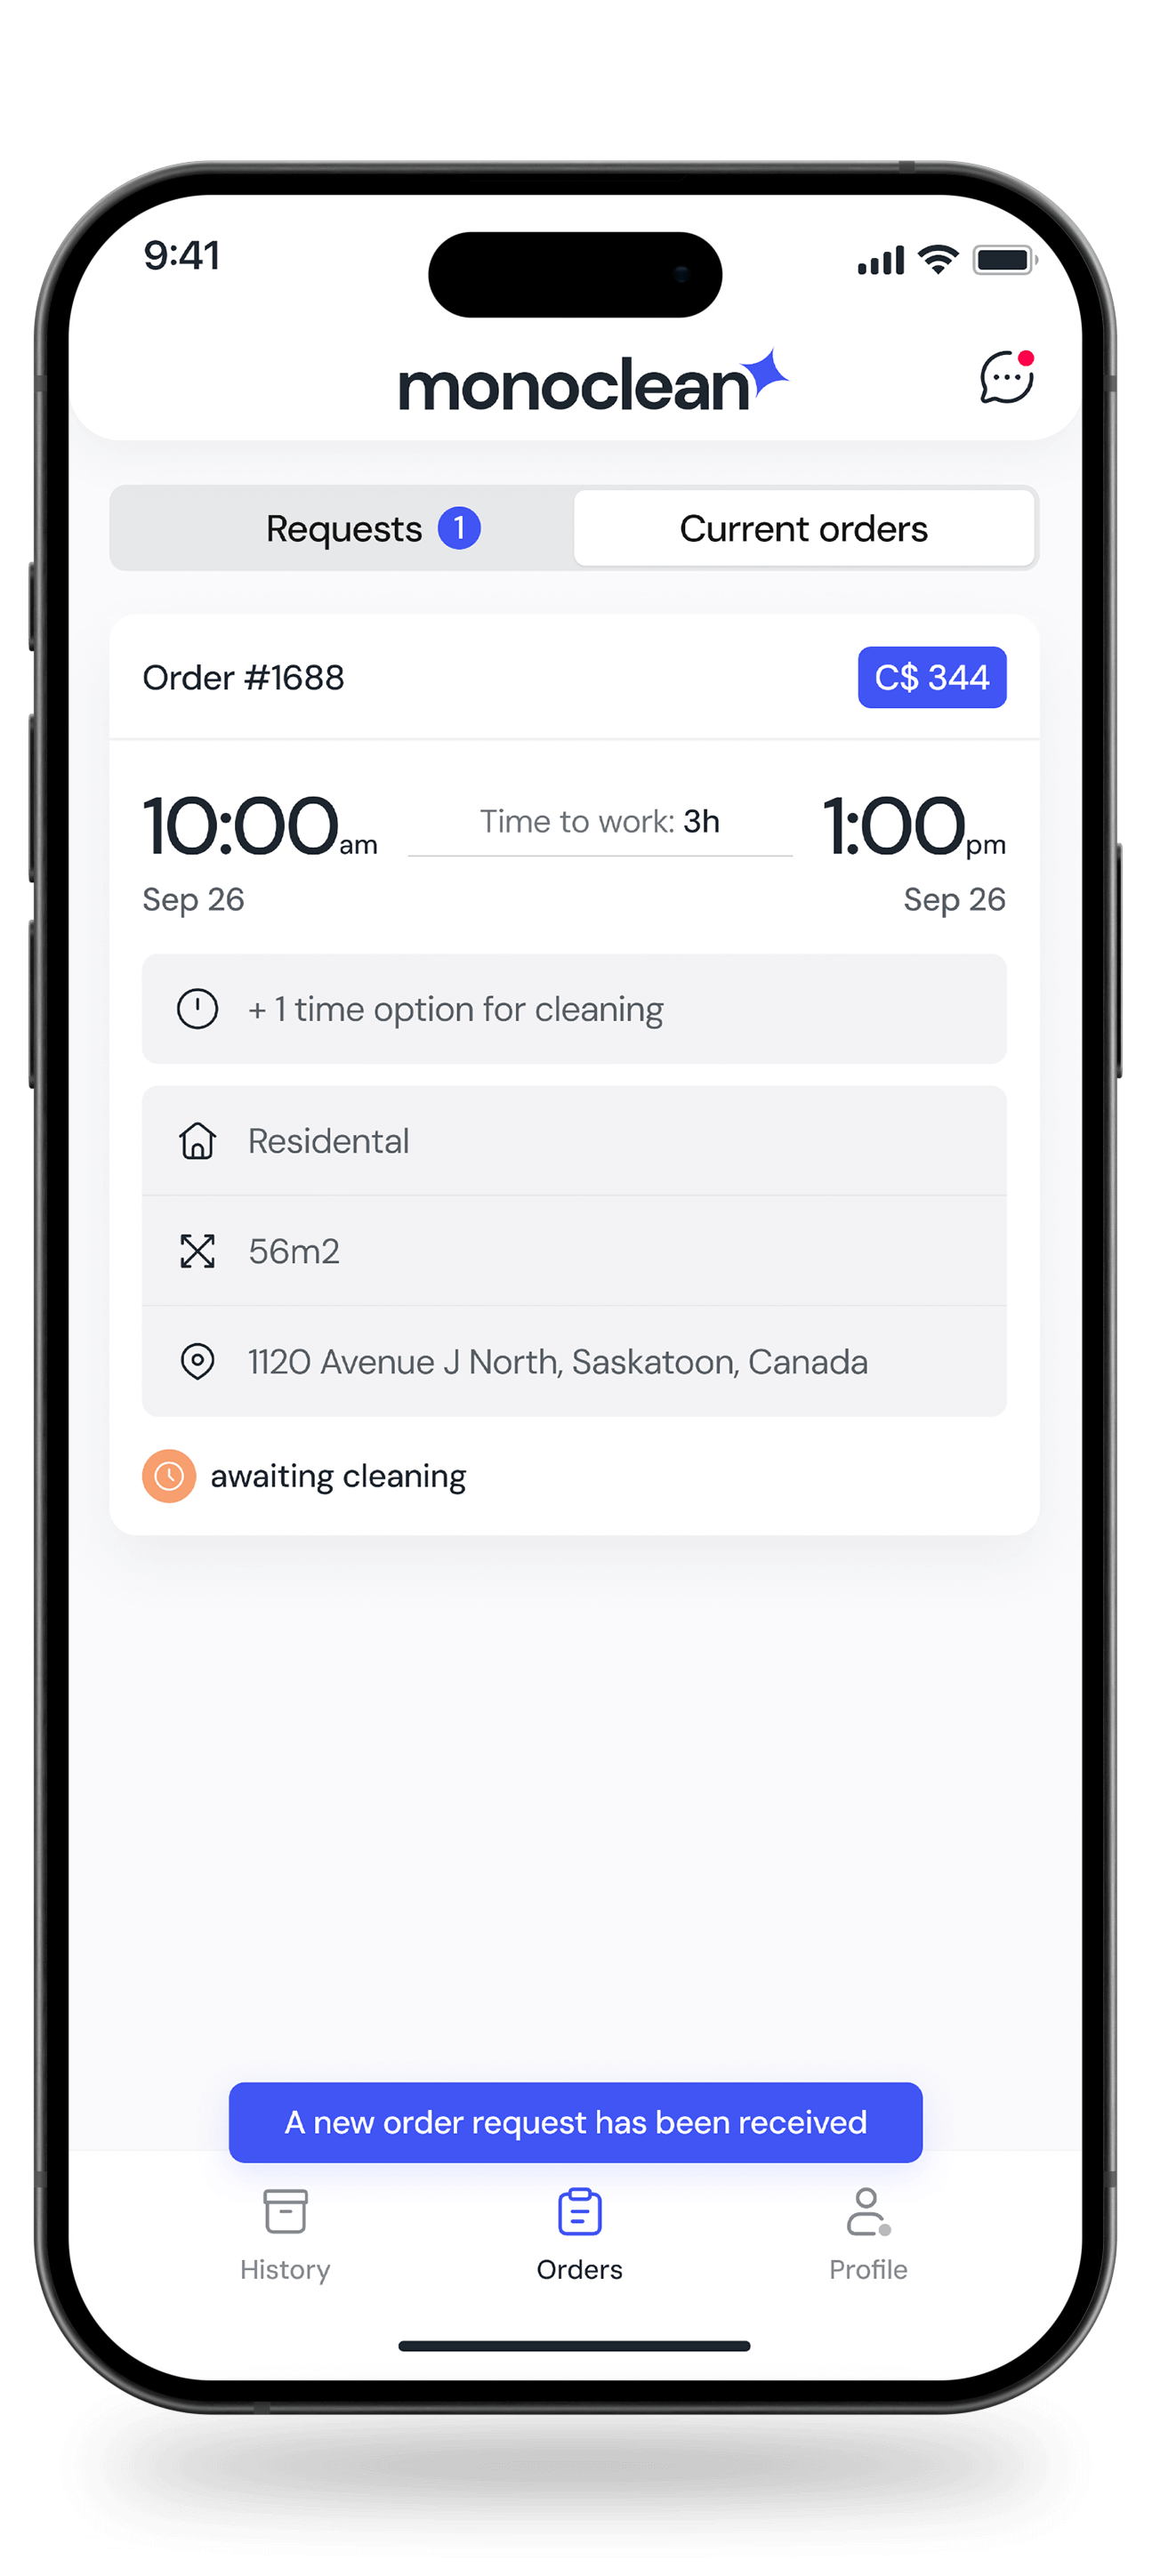 9:41
monoclean
Requests 1 Current orders
Order #1688 C$ 344
10:00am Time to work: 3h 1:00pm
Sep 26 Sep 26
+ 1 time option for cleaning
Residental
56m2
1120 Avenue J North, Saskatoon, Canada
awaiting cleaning
A new order request has been received
History Orders Profile